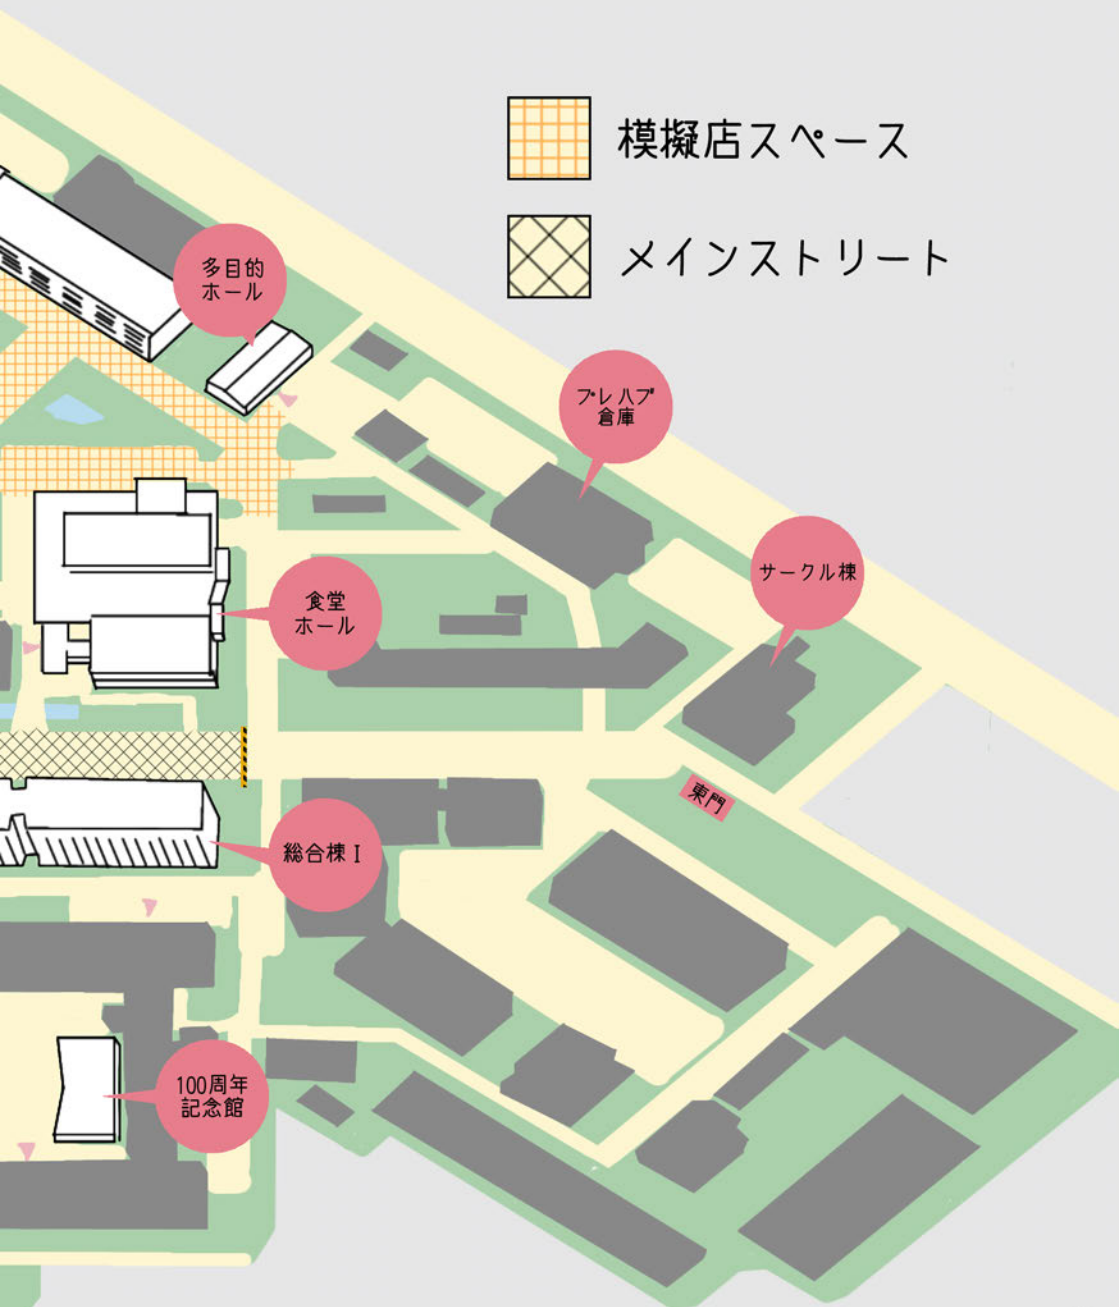 模擬店スペース
メインストリート
多目的
ホール
プレハブ
倉庫
サークル棟
食堂
ホール
東門
総合棟Ⅰ
100周年
記念館